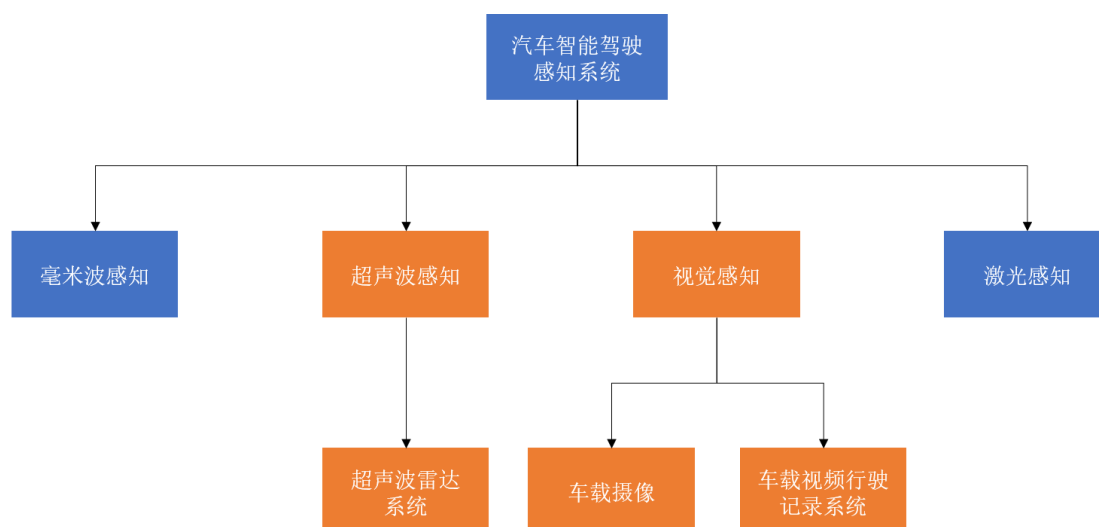 汽车智能驾驶
感知系统
毫米波感知
超声波感知
视觉感知
激光感知
超声波雷达
系统
车载摄像
车载视频行驶
记录系统